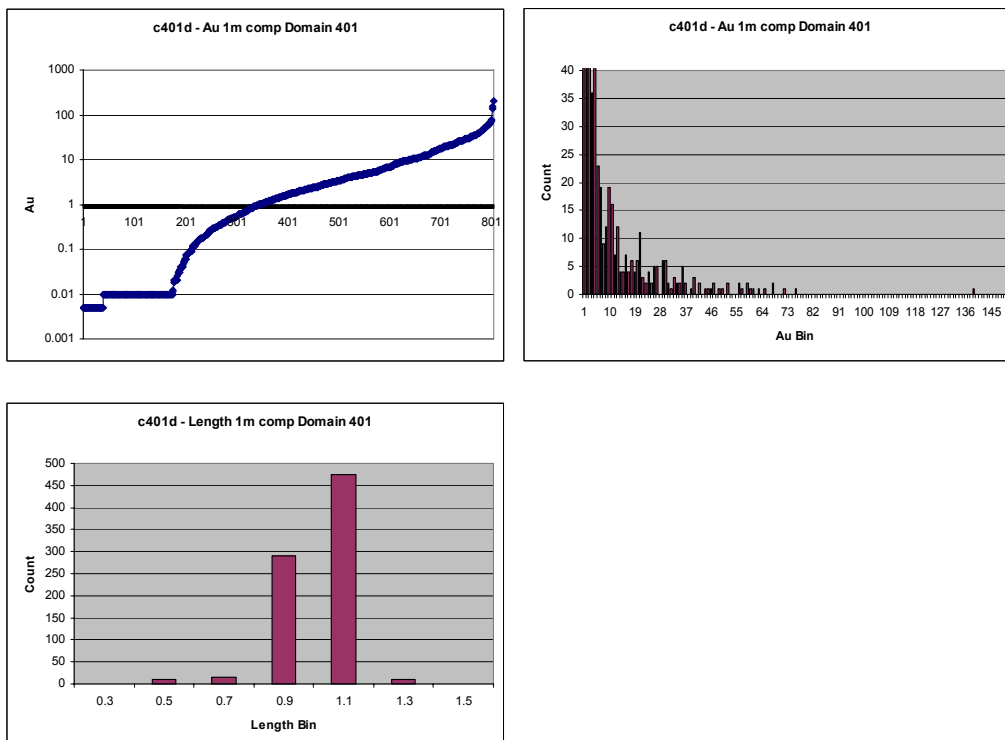 c401d - Au 1m comp Domain 401
Au
1000
100
10
1
0.1
0.01
0.001
1 101 201 301 401 501 601 701 801
c401d - Au 1m comp Domain 401
Count
40
35
30
25
20
15
10
5
0
1 10 19 28 37 46 55 64 73 82 91 100 109 118 127 136 145
Au Bin
c401d - Length 1m comp Domain 401
Count
500
450
400
350
300
250
200
150
100
50
0
0.3 0.5 0.7 0.9 1.1 1.3 1.5
Length Bin